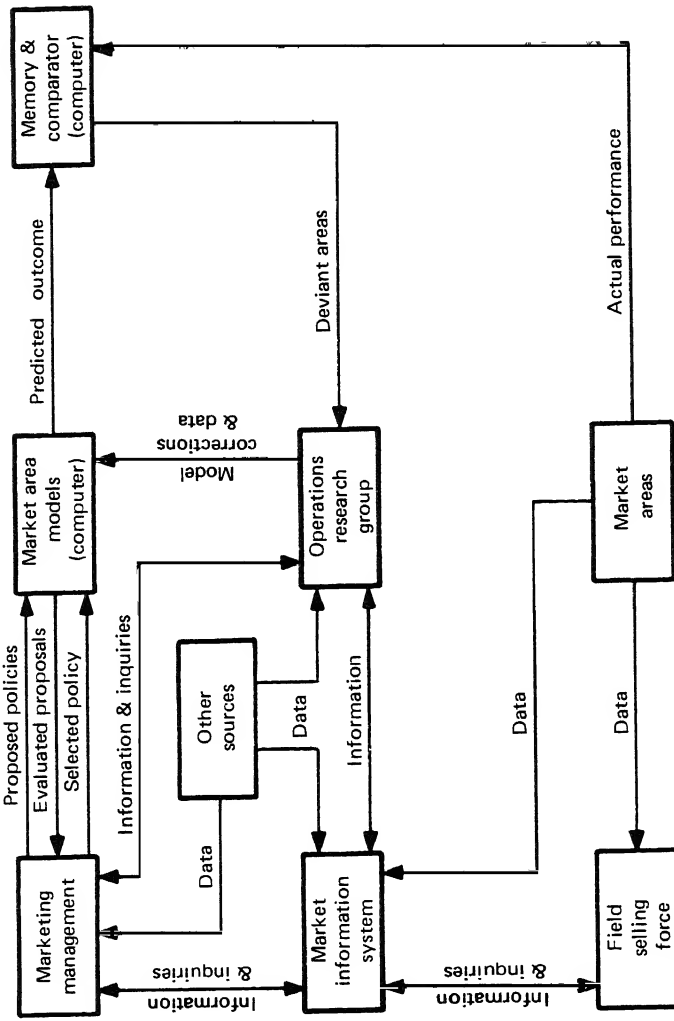 Marketing
management
Proposed policies
Evaluated proposals
Selected policy
Market area
models
(computer)
Predicted outcome
Memory &
comparator
(computer)
Information
& inquiries
Data
Information & inquiries
Other
sources
Data
Model
corrections
& data
Deviant areas
Market
information
system
Information
Operations
research
group
Information
& inquiries
Data
Data
Actual performance
Field
selling
force
Market
areas